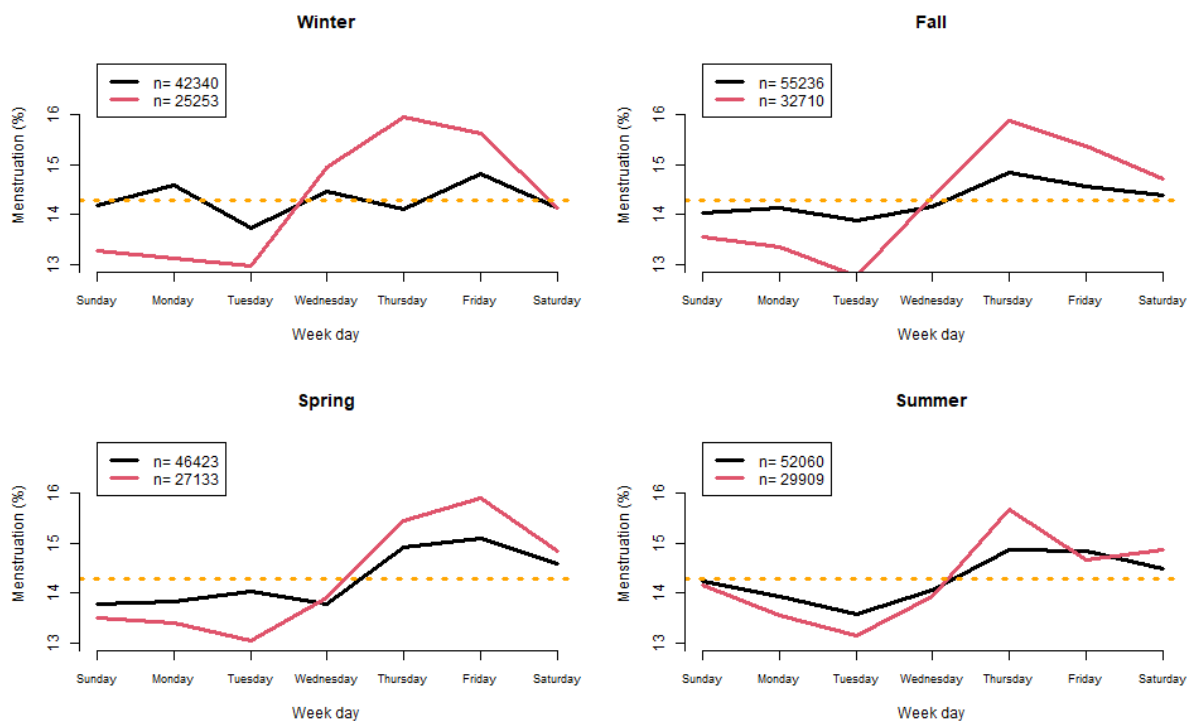 Winter
n= 42340
n= 25253
Menstruation (%)
16
15
14
13
Sunday Monday Tuesday Wednesday Thursday Friday Saturday
Week day
Fall
n= 55236
n= 32710
Menstruation (%)
16
15
14
13
Sunday Monday Tuesday Wednesday Thursday Friday Saturday
Week day
Spring
n= 46423
n= 27133
Menstruation (%)
16
15
14
13
Sunday Monday Tuesday Wednesday Thursday Friday Saturday
Week day
Summer
n= 52060
n= 29909
Menstruation (%)
16
15
14
13
Sunday Monday Tuesday Wednesday Thursday Friday Saturday
Week day